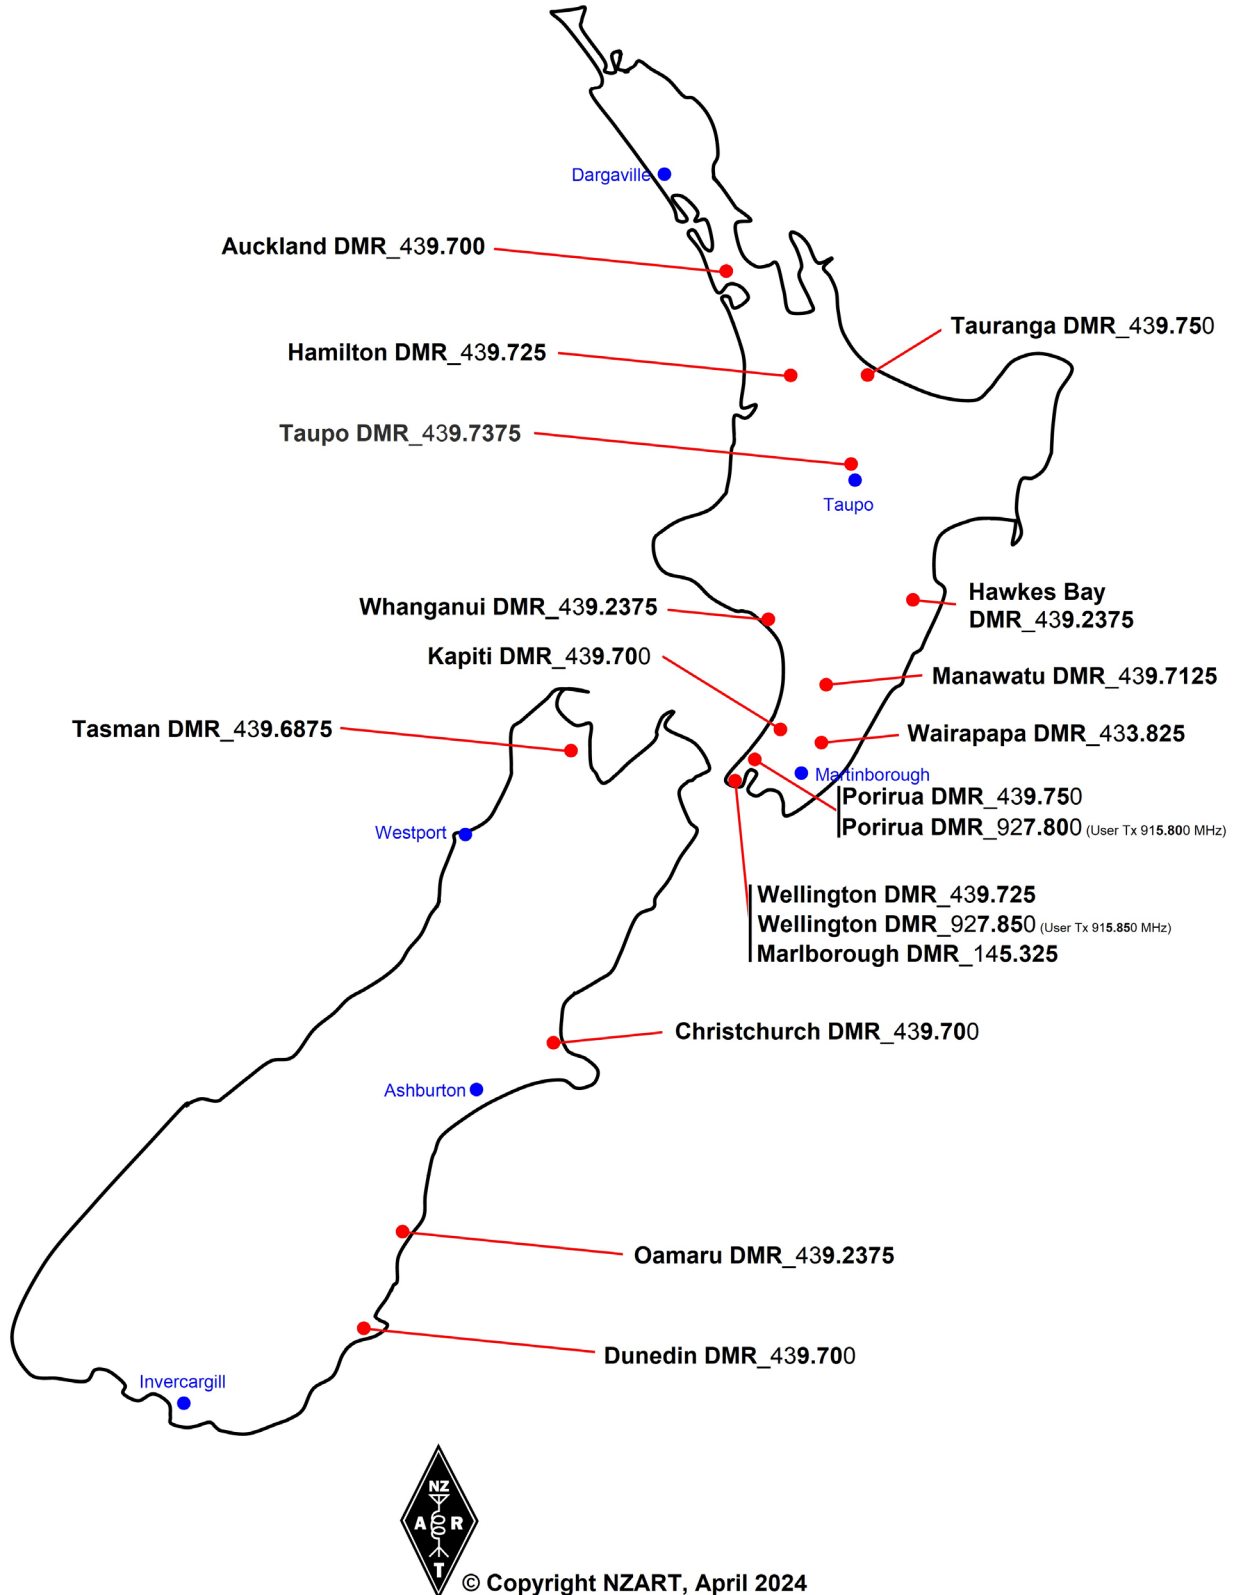 Dargaville
Auckland DMR_439.700
Tauranga DMR_439.750
Hamilton DMR_439.725
Taupo DMR_439.7375
Taupo
Hawkes Bay
DMR_439.2375
Whanganui DMR_439.2375
Kapiti DMR_439.700
Manawatu DMR_439.7125
Tasman DMR_439.6875
Wairapapa DMR_433.825
Martinborough
Porirua DMR_439.750
Porirua DMR_927.800 (User Tx 915.800 MHz)
Westport
Wellington DMR_439.725
Wellington DMR_927.850 (User Tx 915.850 MHz)
Marlborough DMR_145.325
Christchurch DMR_439.700
Ashburton
Oamaru DMR_439.2375
Dunedin DMR_439.700
Invercargill
NZ
A R
T
© Copyright NZART, April 2024